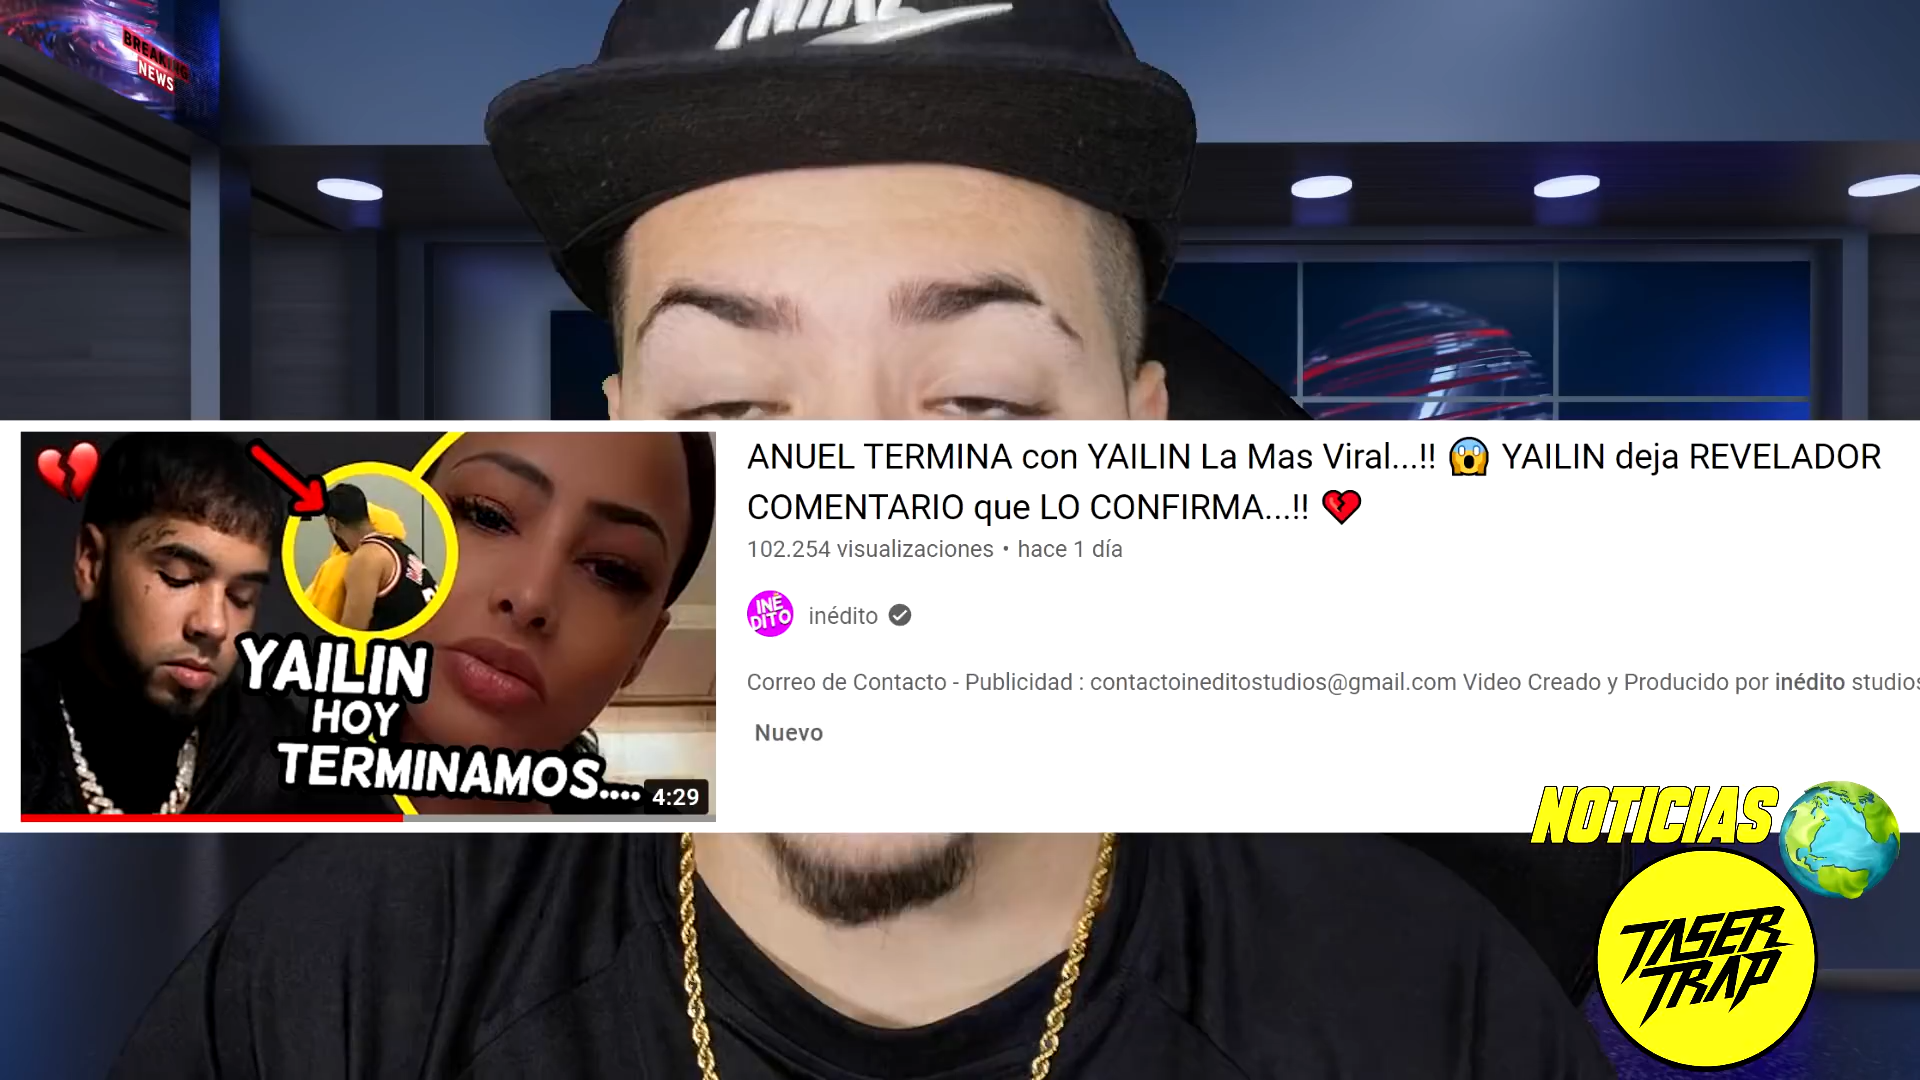 NIKE
BREAKING
NEWS
ANUEL TERMINA con YAILIN La Mas Viral...!! 😱 YAILIN deja REVELADOR
COMENTARIO que LO CONFIRMA...!! 💔
102.254 visualizaciones • hace 1 día
INÉ
DITO
inédito
Correo de Contacto - Publicidad : contactoineditostudios@gmail.com Video Creado y Producido por inédito studios
Nuevo
YAILIN
HOY
TERMINAMOS....
4:29
NOTICIAS
TASER
TRAP